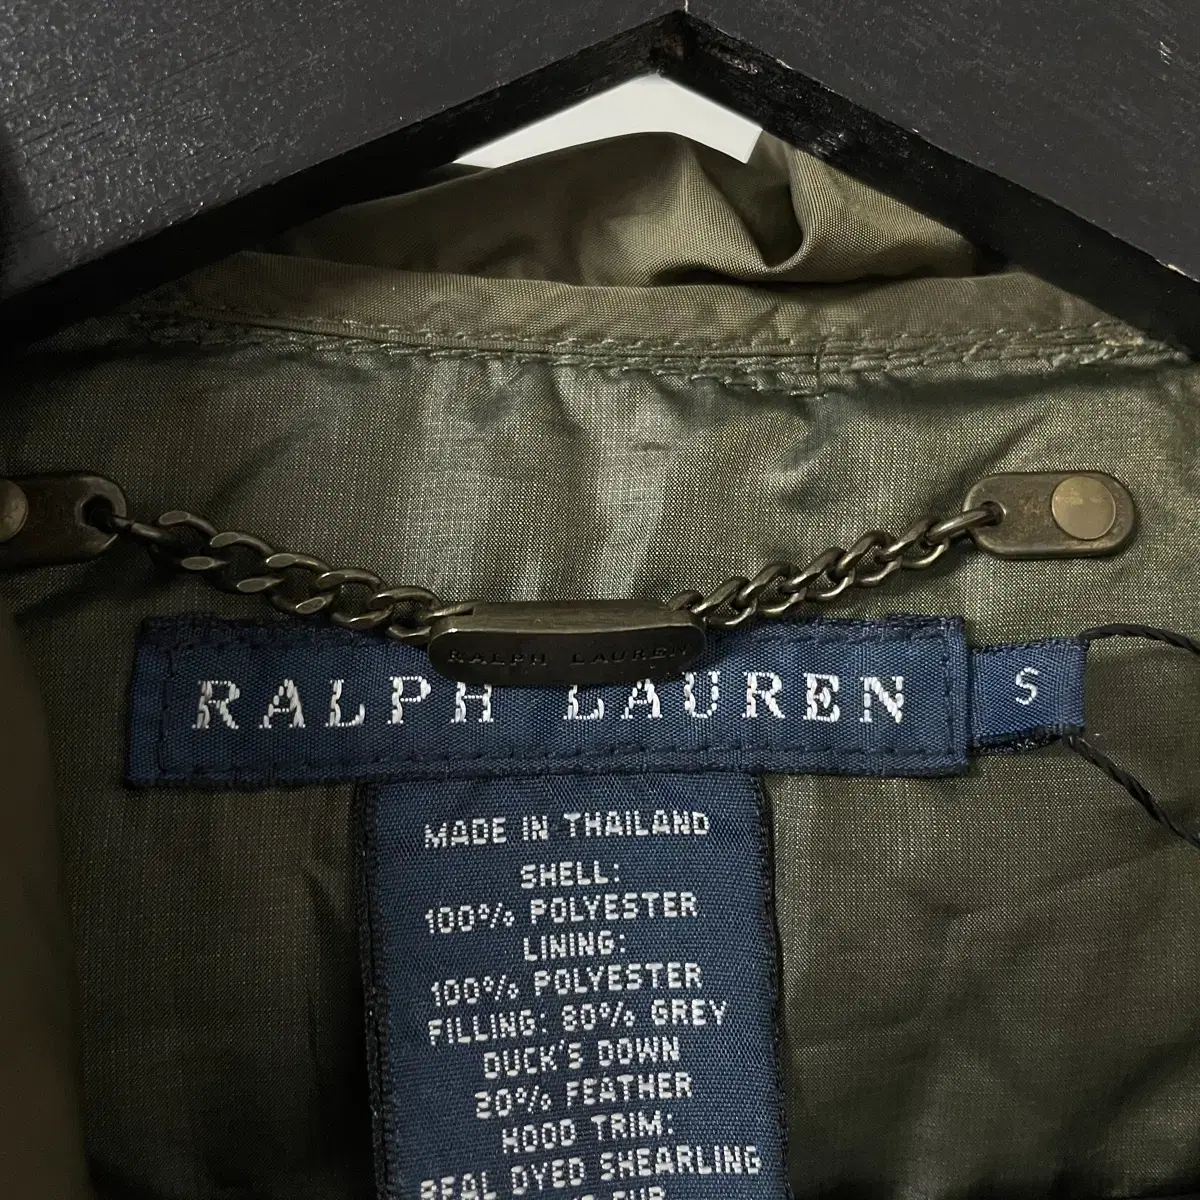 RALPH LAUREN
RALPH LAUREN
S
MADE IN THAILAND
SHELL:
100% POLYESTER
LINING:
100% POLYESTER
FILLING: 80% GREY
DUCK'S DOWN
20% FEATHER
HOOD TRIM:
REAL DYED SHEARLING
FUR